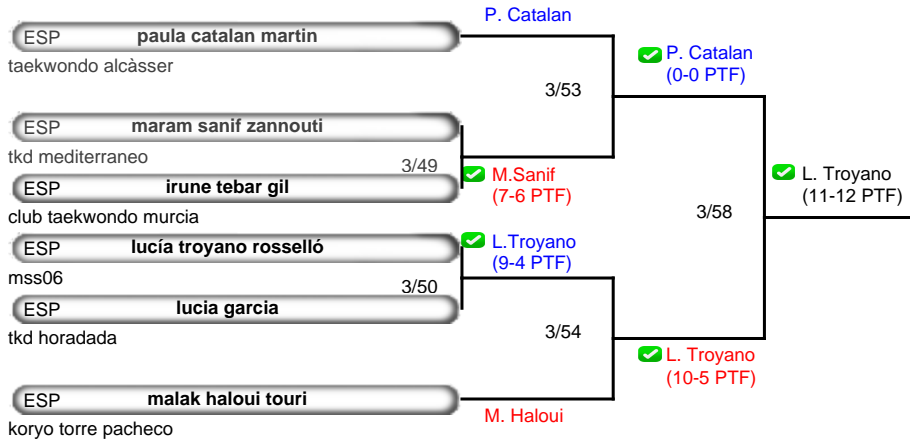 P. Catalan
ESP paula catalan martin
taekwondo alcàsser
P. Catalan
(0-0 PTF)
3/53
ESP maram sanif zannouti
tkd mediterraneo
3/49
M.Sanif
(7-6 PTF)
ESP irune tebar gil
club taekwondo murcia
L. Troyano
(11-12 PTF)
3/58
ESP lucía troyano rosselló
mss06
L.Troyano
(9-4 PTF)
3/50
ESP lucia garcia
tkd horadada
3/54
L. Troyano
(10-5 PTF)
ESP malak haloui touri
koryo torre pacheco
M. Haloui